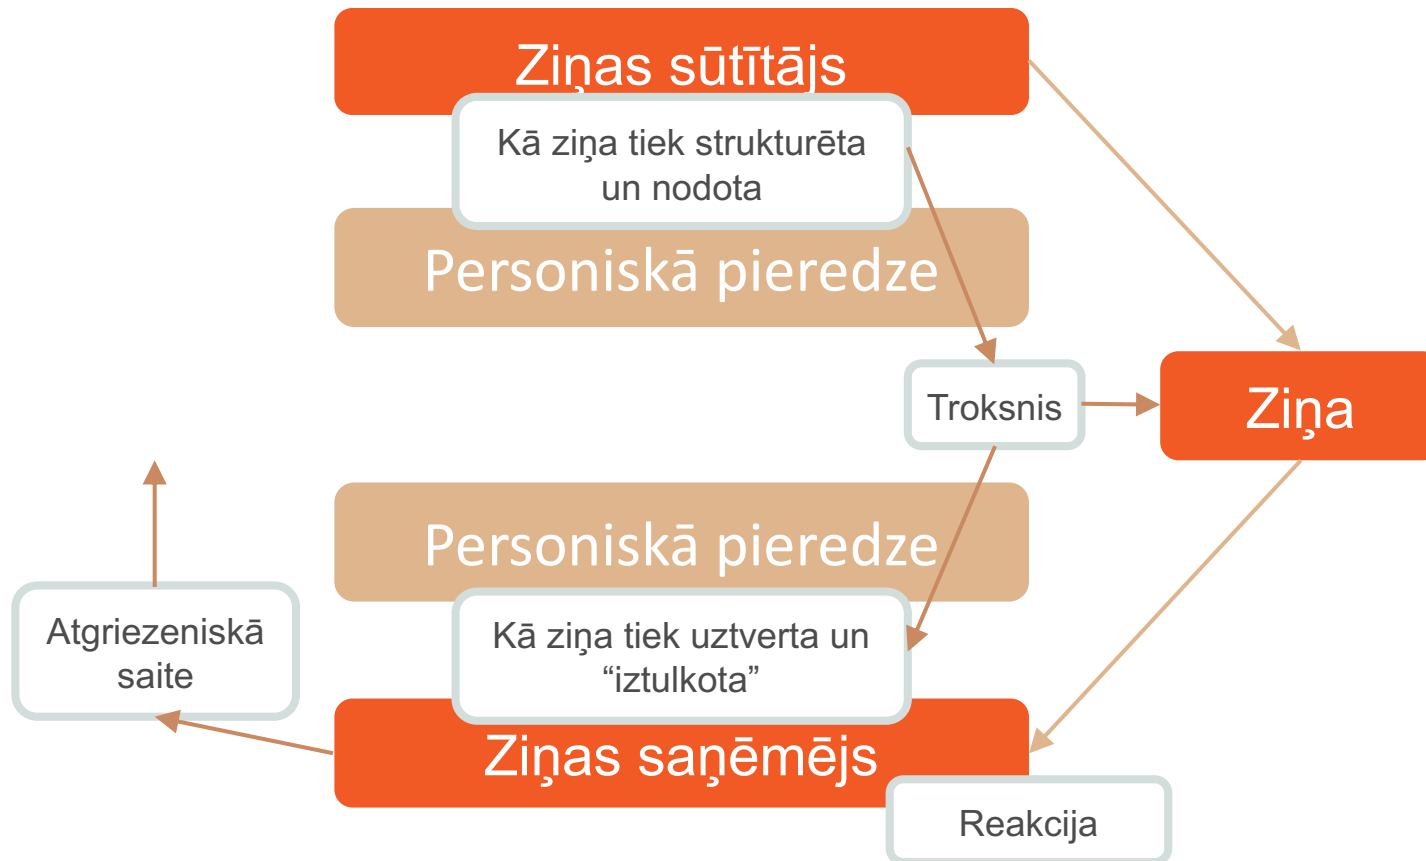 Ziņas sūtītājs
Kā ziņa tiek strukturēta
un nodota
Personiskā pieredze
Troksnis
Ziņa
Personiskā pieredze
Atgriezeniskā
saite
Kā ziņa tiek uztverta un
“iztulkota”
Ziņas saņēmējs
Reakcija